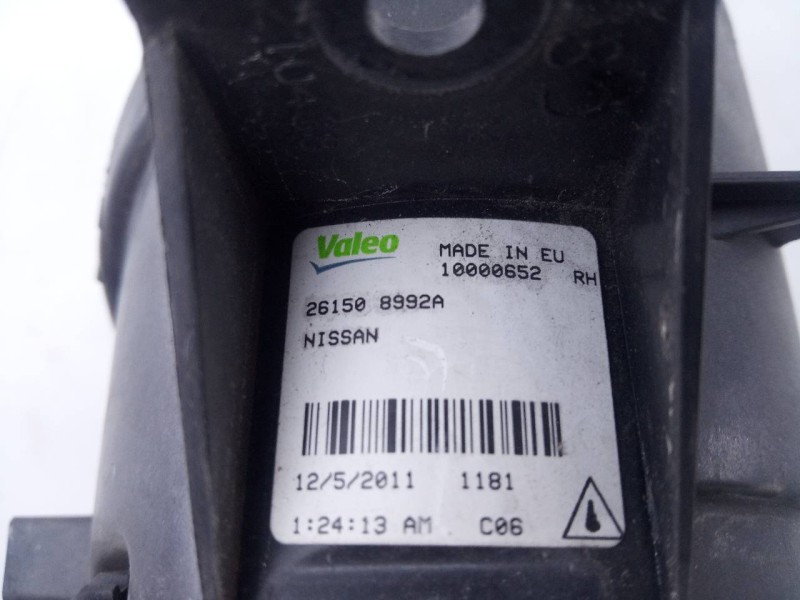 Valeo
MADE IN EU
10000652 RH
26150 8992A
NISSAN
12/5/2011 1181
1:24:13 AM C06